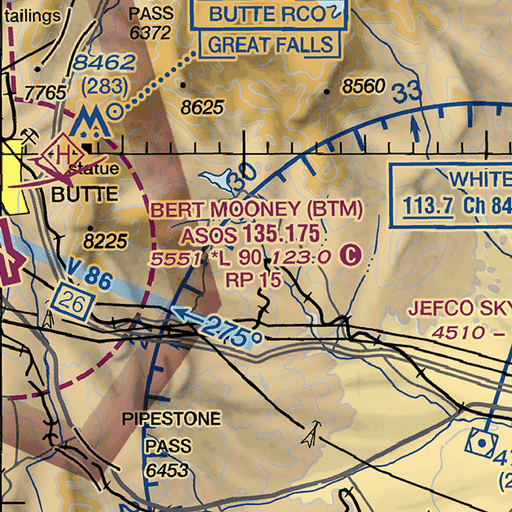 tailings
PASS
6372
BUTTE RCO
GREAT FALLS
8462
(283)
7765
8625
8560
33
H
statue
BUTTE
30
WHITE
113.7 Ch 84
BERT MOONEY (BTM)
ASOS 135.175
5551 *L 90 123.0 C
RP 15
8225
V 86
26
275°
JEFCO SKY
4510 –
PIPESTONE
PASS
6453
47
(2